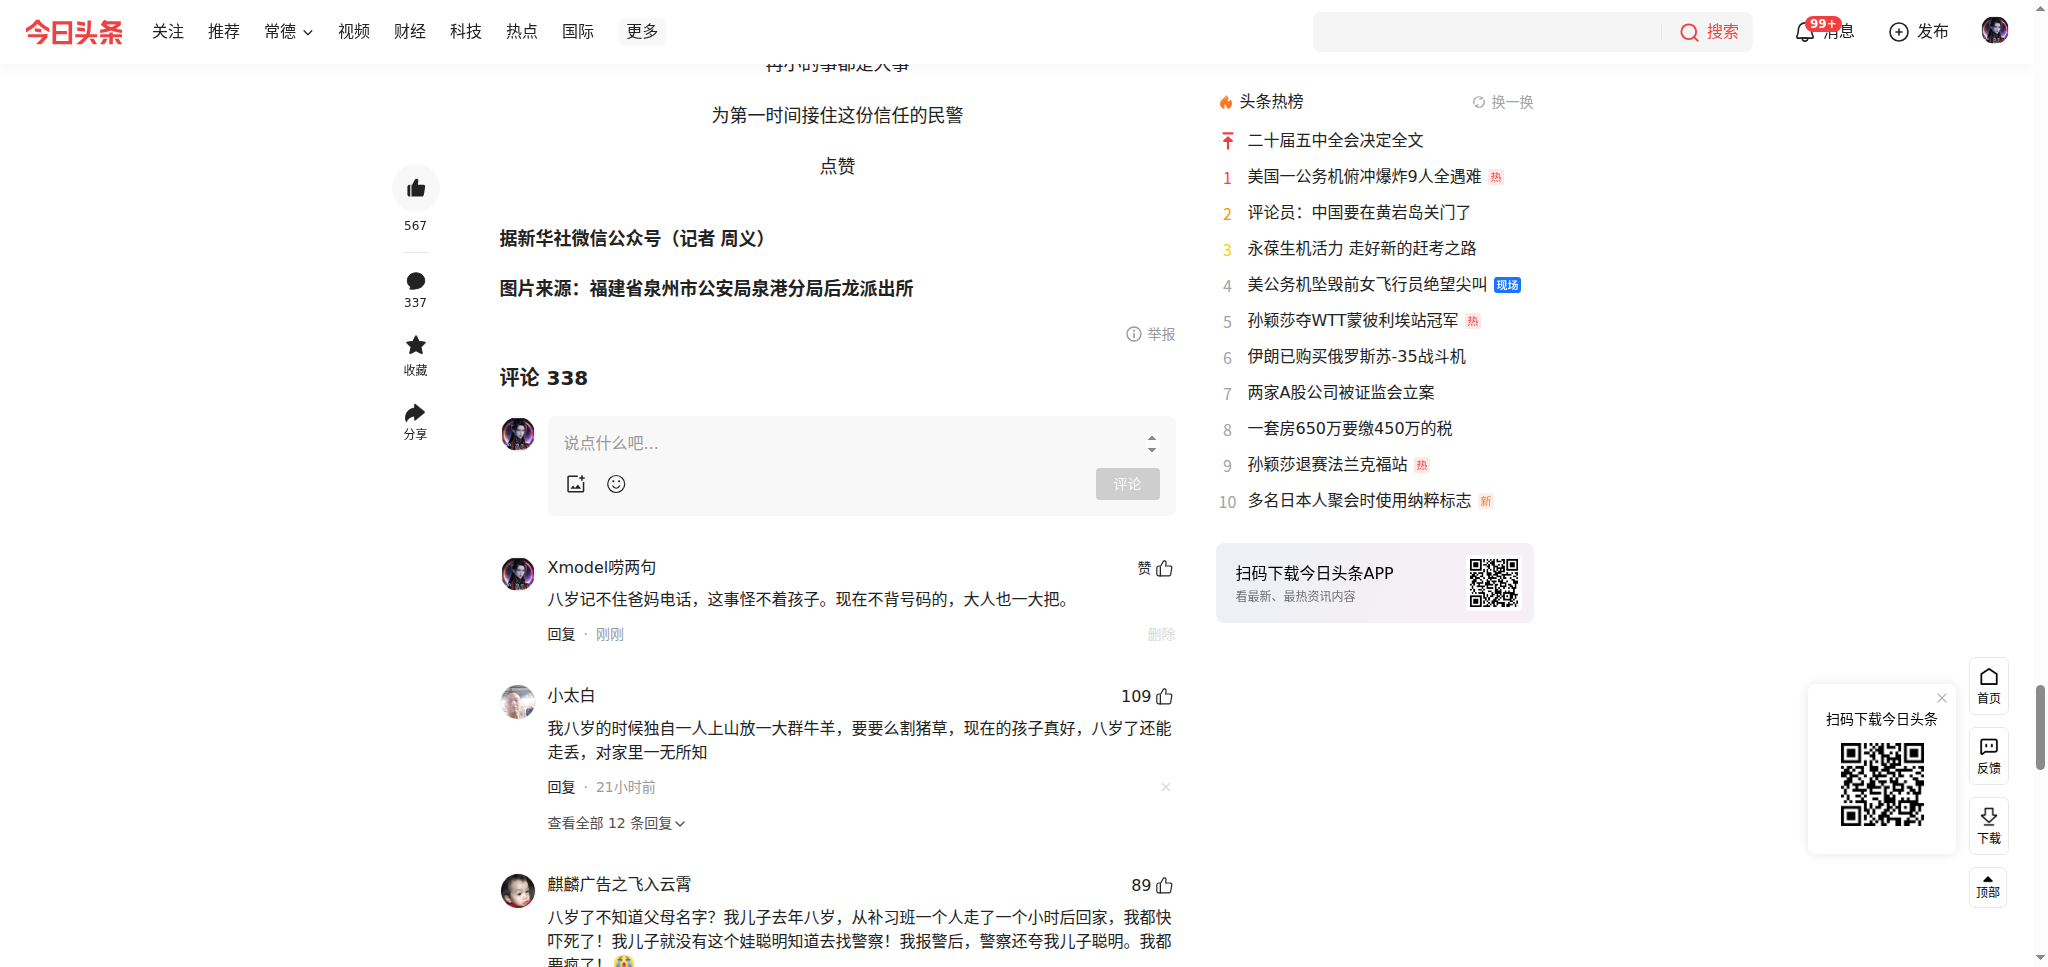 今日头条
关注 推荐 常德 视频 财经 科技 热点 国际 更多
搜索
99+
消息
发布
再小的事都是大事
为第一时间接住这份信任的民警
点赞
567
337
收藏
分享
据新华社微信公众号（记者 周义）
图片来源：福建省泉州市公安局泉港分局后龙派出所
举报
评论 338
说点什么吧...
评论
Xmodel唠两句
赞
八岁记不住爸妈电话，这事怪不着孩子。现在不背号码的，大人也一大把。
回复 · 刚刚
删除
小太白
109
我八岁的时候独自一人上山放一大群牛羊，要要么割猪草，现在的孩子真好，八岁了还能
走丢，对家里一无所知
回复 · 21小时前
查看全部 12 条回复
麒麟广告之飞入云霄
89
八岁了不知道父母名字？我儿子去年八岁，从补习班一个人走了一个小时后回家，我都快
吓死了！我儿子就没有这个娃聪明知道去找警察！我报警后，警察还夸我儿子聪明。我都
要疯了！
头条热榜
换一换
二十届五中全会决定全文
1 美国一公务机俯冲爆炸9人全遇难 热
2 评论员：中国要在黄岩岛关门了
3 永葆生机活力 走好新的赶考之路
4 美公务机坠毁前女飞行员绝望尖叫 现场
5 孙颖莎夺WTT蒙彼利埃站冠军 热
6 伊朗已购买俄罗斯苏-35战斗机
7 两家A股公司被证监会立案
8 一套房650万要缴450万的税
9 孙颖莎退赛法兰克福站 热
10 多名日本人聚会时使用纳粹标志 新
扫码下载今日头条APP
看最新、最热资讯内容
扫码下载今日头条
首页
反馈
下载
顶部